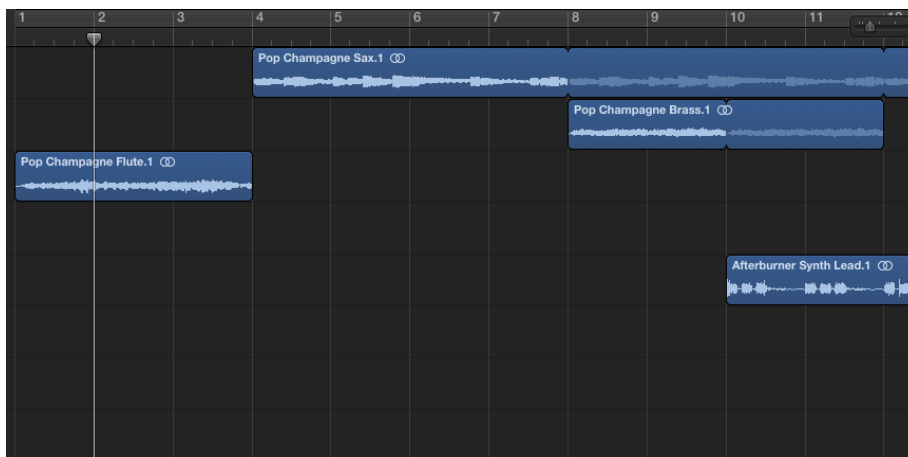 1 2 3 4 5 6 7 8 9 10 11
Pop Champagne Sax.1
Pop Champagne Brass.1
Pop Champagne Flute.1
Afterburner Synth Lead.1